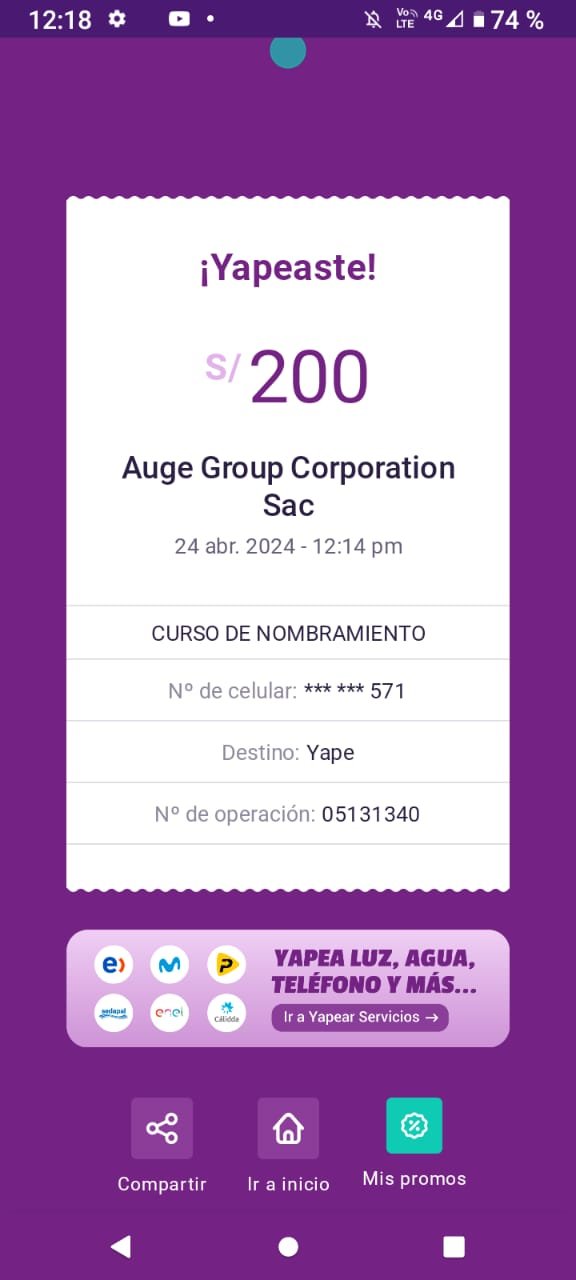 12:18 Vo LTE 4G 74 %
¡Yapeaste!
S/ 200
Auge Group Corporation
Sac
24 abr. 2024 - 12:14 pm
CURSO DE NOMBRAMIENTO
Nº de celular: *** *** 571
Destino: Yape
Nº de operación: 05131340
YAPEA LUZ, AGUA,
TELÉFONO Y MÁS...
e)
P
sedapal enel Cálidda
Ir a Yapear Servicios →
Compartir Ir a inicio Mis promos